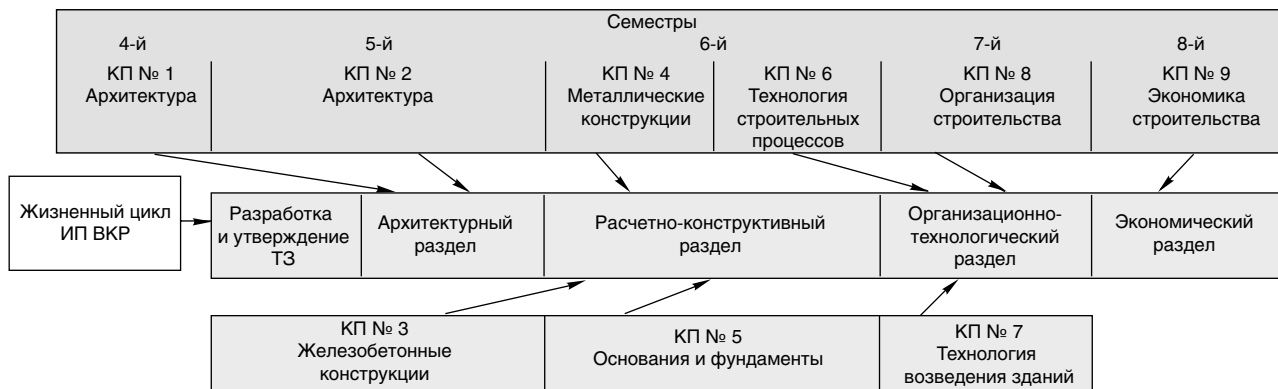 Семестры
4-й 5-й 6-й 7-й 8-й
КП № 1
Архитектура
КП № 2
Архитектура
КП № 4
Металлические
конструкции
КП № 6
Технология
строительных
процессов
КП № 8
Организация
строительства
КП № 9
Экономика
строительства
Жизненный цикл
ИП ВКР
Разработка
и утверждение
ТЗ
Архитектурный
раздел
Расчетно-конструктивный
раздел
Организационно-
технологический
раздел
Экономический
раздел
КП № 3
Железобетонные
конструкции
КП № 5
Основания и фундаменты
КП № 7
Технология
возведения зданий